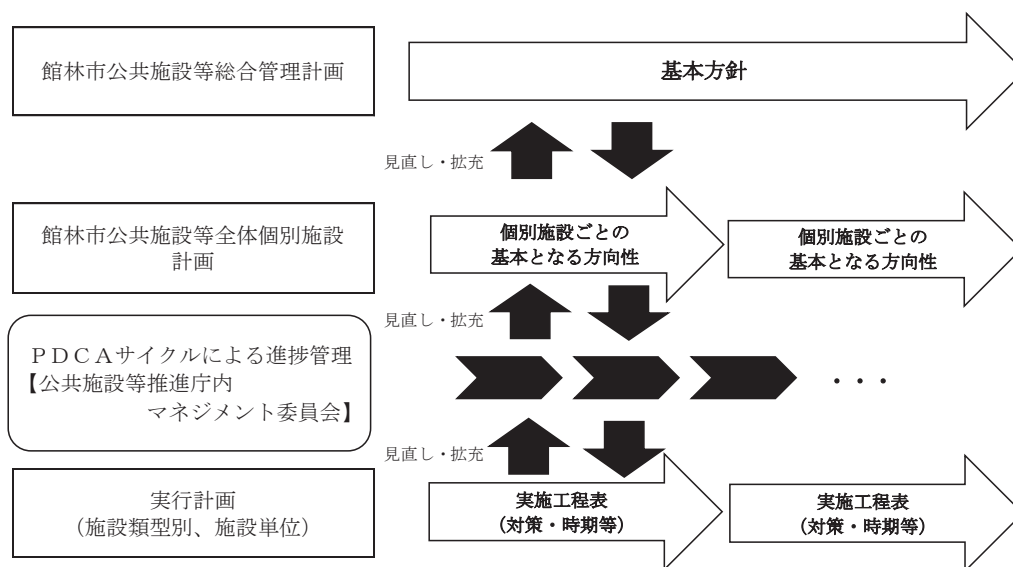 館林市公共施設等総合管理計画
基本方針
見直し・拡充
館林市公共施設等全体個別施設
計画
個別施設ごとの
基本となる方向性
個別施設ごとの
基本となる方向性
見直し・拡充
ＰＤＣＡサイクルによる進捗管理
【公共施設等推進庁内
マネジメント委員会】
・・・
見直し・拡充
実行計画
（施設類型別、施設単位）
実施工程表
（対策・時期等）
実施工程表
（対策・時期等）